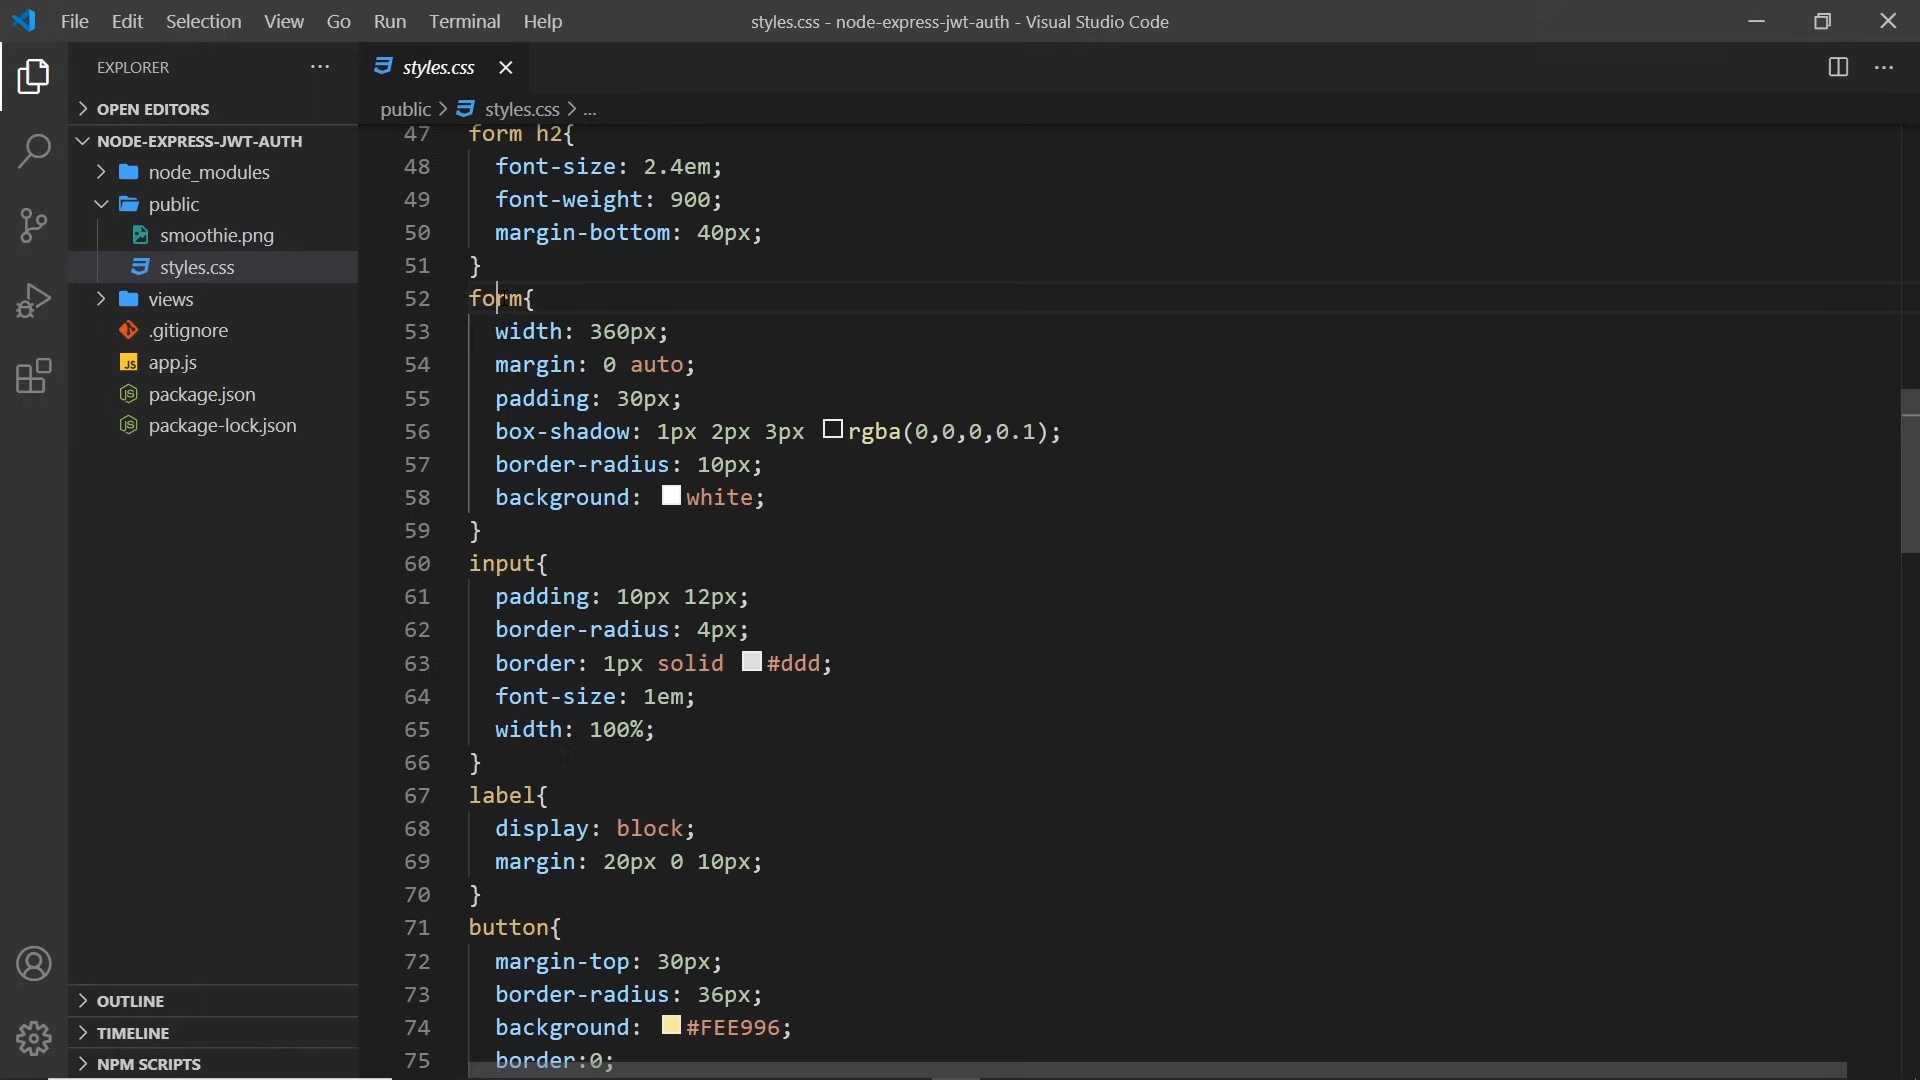 File Edit Selection View Go Run Terminal Help
styles.css - node-express-jwt-auth - Visual Studio Code
EXPLORER
OPEN EDITORS
NODE-EXPRESS-JWT-AUTH
node_modules
public
smoothie.png
styles.css
views
.gitignore
app.js
package.json
package-lock.json
OUTLINE
TIMELINE
NPM SCRIPTS
styles.css
public > styles.css > ...
47 form h2{
48 font-size: 2.4em;
49 font-weight: 900;
50 margin-bottom: 40px;
51 }
52 form{
53 width: 360px;
54 margin: 0 auto;
55 padding: 30px;
56 box-shadow: 1px 2px 3px rgba(0,0,0,0.1);
57 border-radius: 10px;
58 background: white;
59 }
60 input{
61 padding: 10px 12px;
62 border-radius: 4px;
63 border: 1px solid #ddd;
64 font-size: 1em;
65 width: 100%;
66 }
67 label{
68 display: block;
69 margin: 20px 0 10px;
70 }
71 button{
72 margin-top: 30px;
73 border-radius: 36px;
74 background: #FEE996;
75 border:0;